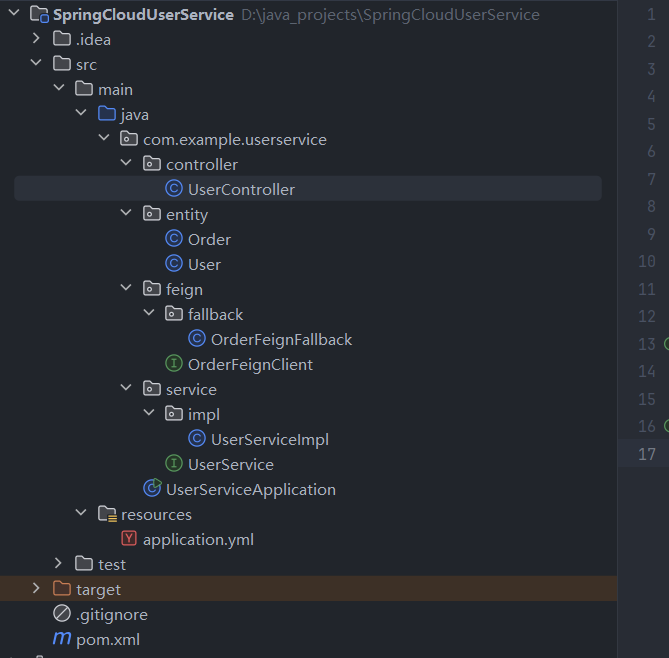 SpringCloudUserService D:\java_projects\SpringCloudUserService
.idea
src
main
java
com.example.userservice
controller
UserController
entity
Order
User
feign
fallback
OrderFeignFallback
OrderFeignClient
service
impl
UserServiceImpl
UserService
UserServiceApplication
resources
application.yml
test
target
.gitignore
pom.xml
1
2
3
4
5
6
7
8
9
10
11
12
13
14
15
16
17